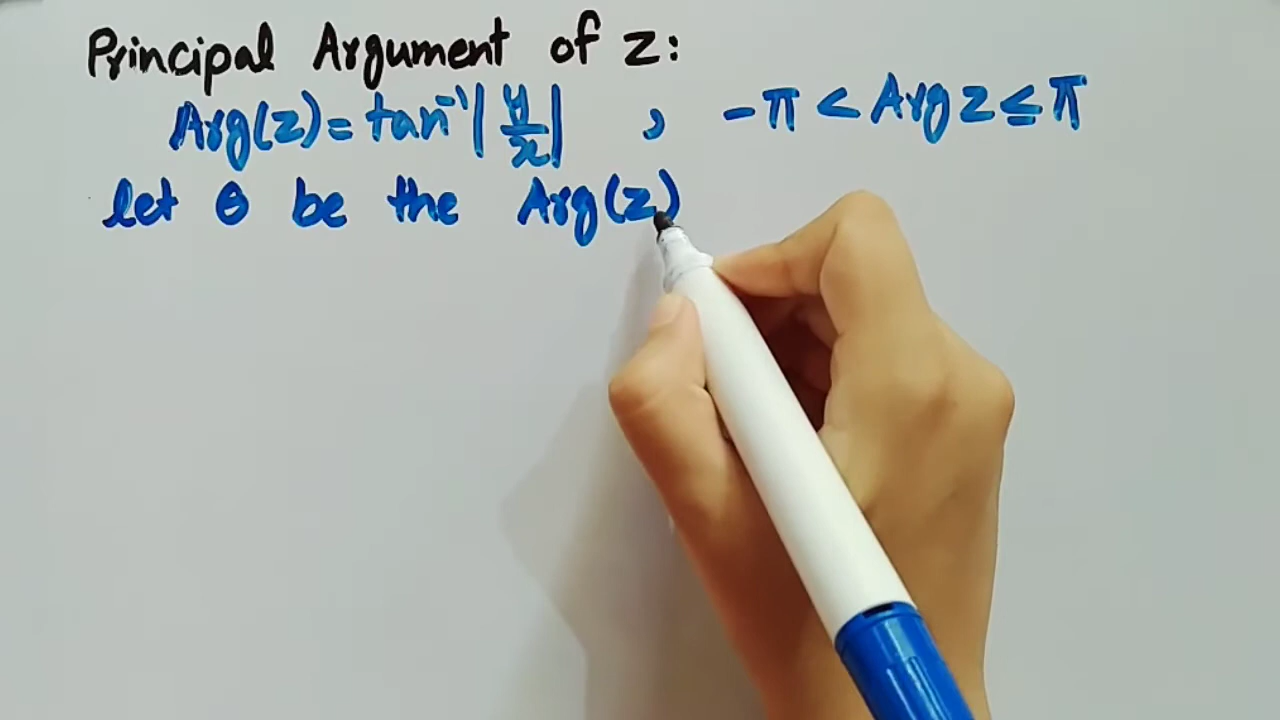 Principal Argument of z:
Arg(z) = tan⁻¹|y/x| , -π < Arg z ≤ π
let θ be the Arg(z)